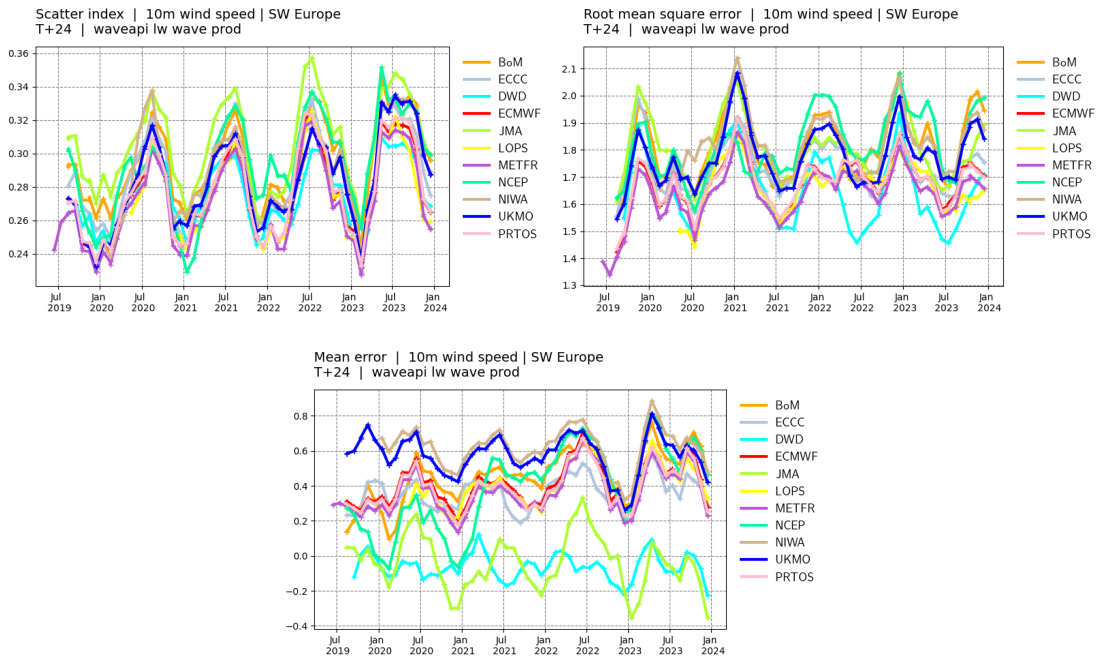 Scatter index | 10m wind speed | SW Europe
T+24 | waveapi lw wave prod
0.36
0.34
0.32
0.30
0.28
0.26
0.24
Jul Jan Jul Jan Jul Jan Jul Jan Jul Jan
2019 2020 2020 2021 2021 2022 2022 2023 2023 2024
BoM
ECCC
DWD
ECMWF
JMA
LOPS
METFR
NCEP
NIWA
UKMO
PRTOS
Root mean square error | 10m wind speed | SW Europe
T+24 | waveapi lw wave prod
2.1
2.0
1.9
1.8
1.7
1.6
1.5
1.4
1.3
Jul Jan Jul Jan Jul Jan Jul Jan Jul Jan
2019 2020 2020 2021 2021 2022 2022 2023 2023 2024
BoM
ECCC
DWD
ECMWF
JMA
LOPS
METFR
NCEP
NIWA
UKMO
PRTOS
Mean error | 10m wind speed | SW Europe
T+24 | waveapi lw wave prod
0.8
0.6
0.4
0.2
0.0
−0.2
−0.4
Jul Jan Jul Jan Jul Jan Jul Jan Jul Jan
2019 2020 2020 2021 2021 2022 2022 2023 2023 2024
BoM
ECCC
DWD
ECMWF
JMA
LOPS
METFR
NCEP
NIWA
UKMO
PRTOS